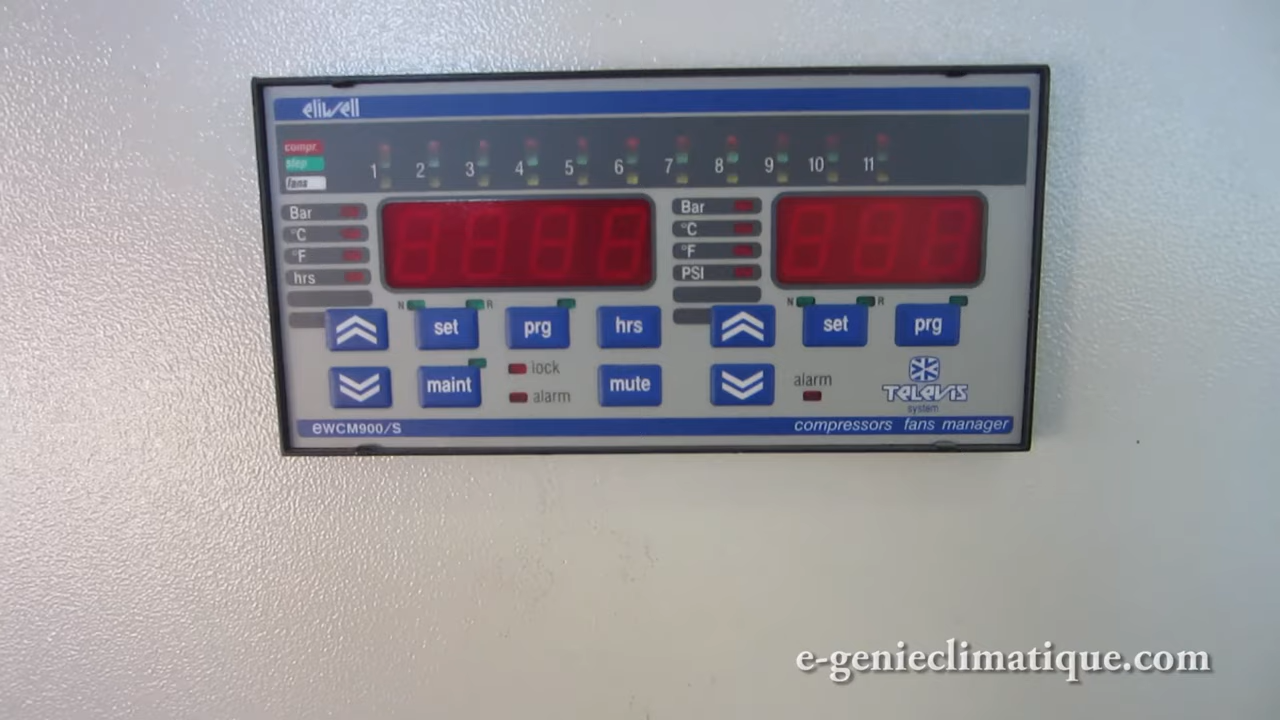 eliwell
compr.
step
fans
1 2 3 4 5 6 7 8 9 10 11
Bar
°C
°F
hrs
Bar
°C
°F
PSI
N R
set prg hrs
maint lock mute
alarm
N R
set prg
alarm
TELEVIS
system
EWCM900/S compressors fans manager
e-genieclimatique.com